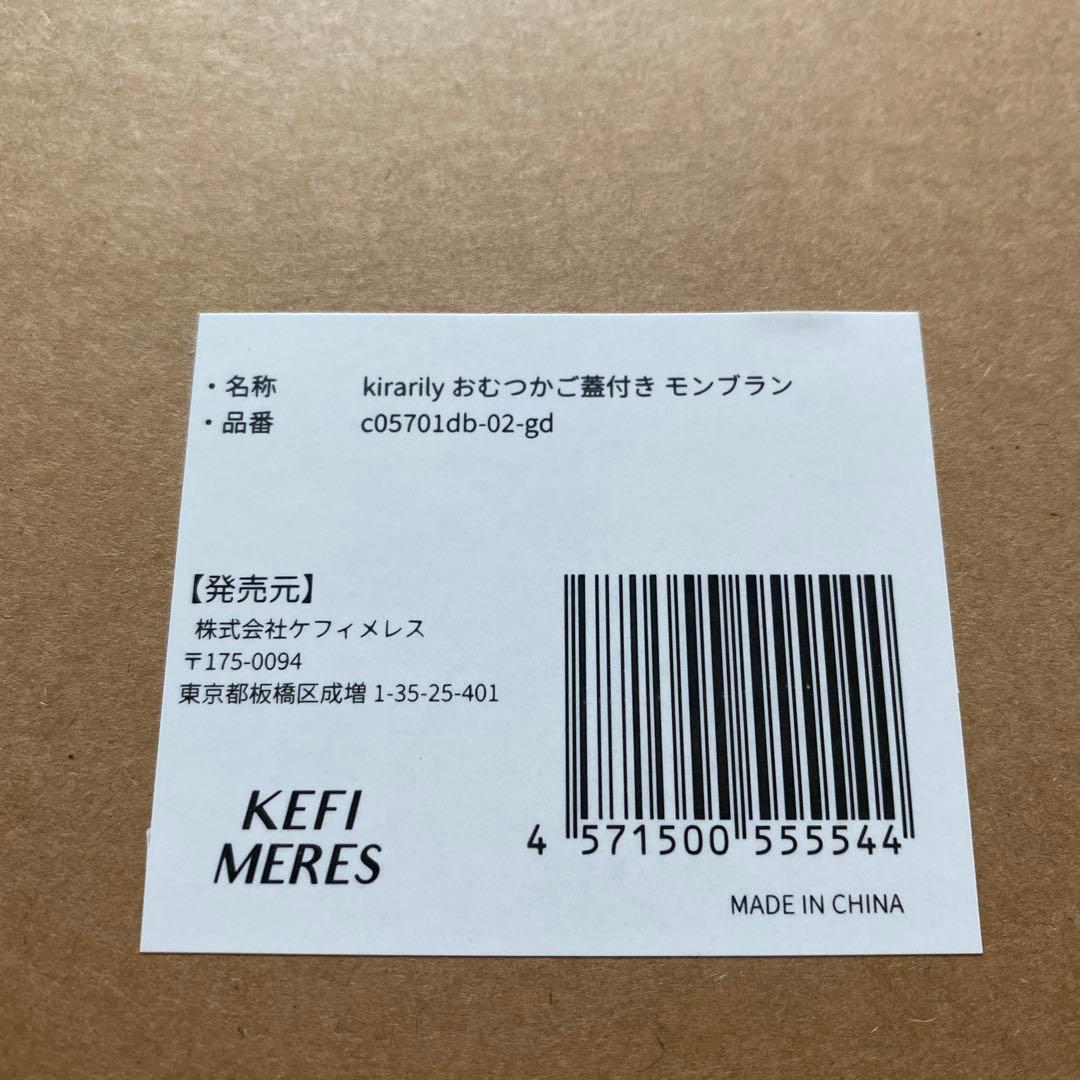 ・名称 kirarily おむつかご蓋付き モンブラン
・品番 c05701db-02-gd
【発売元】
株式会社ケフィメレス
〒175-0094
東京都板橋区成増 1-35-25-401
KEFI
MERES
4 571500 555544
MADE IN CHINA